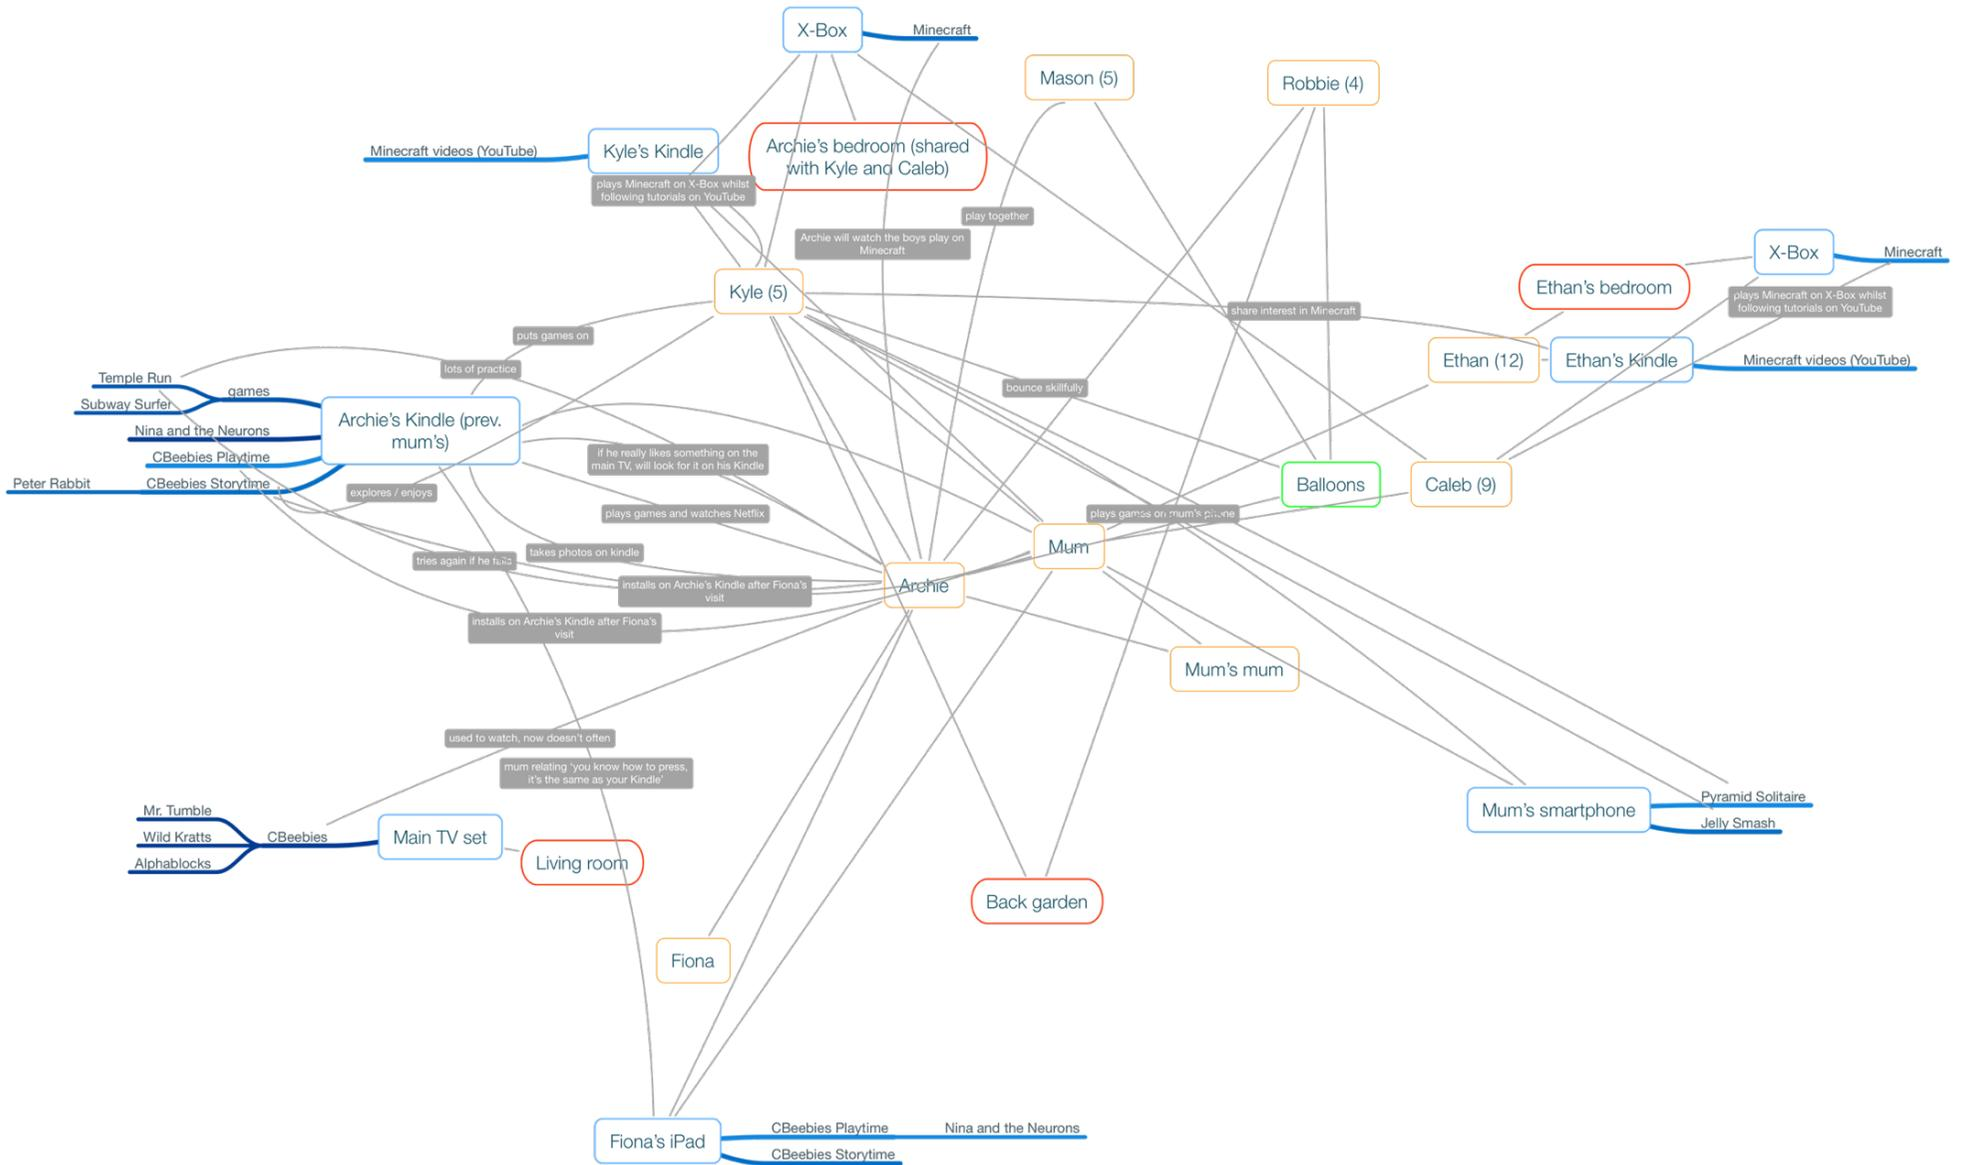 X-Box
Minecraft
Mason (5)
Robbie (4)
Kyle's Kindle
Minecraft videos (YouTube)
Archie's bedroom (shared
with Kyle and Caleb)
plays Minecraft on X-Box whilst
following tutorials on YouTube
play together
Archie will watch the boys play on
Minecraft
X-Box
Minecraft
Ethan's bedroom
plays Minecraft on X-Box whilst
following tutorials on YouTube
Kyle (5)
share interest in Minecraft
puts games on
lots of practice
Ethan (12)
Ethan's Kindle
Minecraft videos (YouTube)
bounce skillfully
Temple Run
games
Subway Surfer
Nina and the Neurons
CBeebies Playtime
Peter Rabbit
CBeebies Storytime
Archie's Kindle (prev.
mum's)
if he really likes something on the
main TV, will look for it on his Kindle
explores / enjoys
plays games and watches Netflix
Balloons
Caleb (9)
plays games on mum's phone
Mum
takes photos on kindle
tries again if he fails
installs on Archie's Kindle after Fiona's
visit
Archie
installs on Archie's Kindle after Fiona's
visit
Mum's mum
used to watch, now doesn't often
mum relating 'you know how to press,
it's the same as your Kindle'
Mr. Tumble
Wild Kratts
CBeebies
Alphablocks
Main TV set
Living room
Mum's smartphone
Pyramid Solitaire
Jelly Smash
Back garden
Fiona
Fiona's iPad
CBeebies Playtime
Nina and the Neurons
CBeebies Storytime